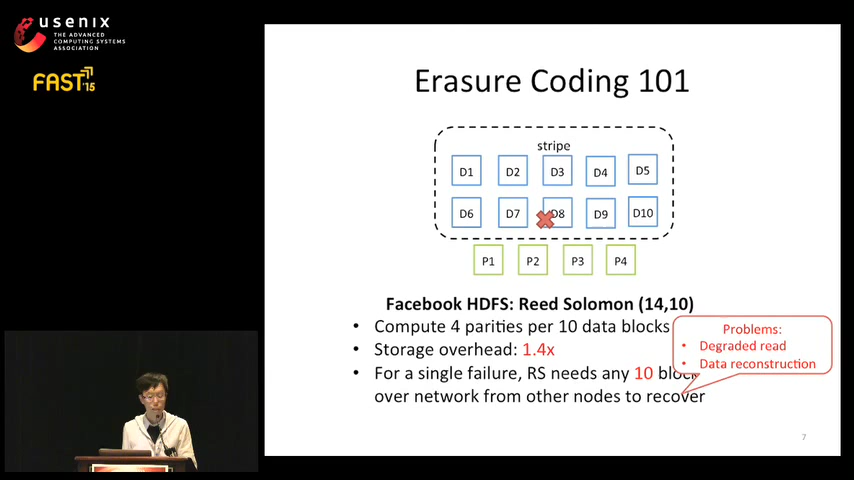 usenix
THE ADVANCED
COMPUTING SYSTEMS
ASSOCIATION
FAST '15
Erasure Coding 101
stripe
D1 D2 D3 D4 D5
D6 D7 D8 D9 D10
P1 P2 P3 P4
Facebook HDFS: Reed Solomon (14,10)
• Compute 4 parities per 10 data blocks
• Storage overhead: 1.4x
• For a single failure, RS needs any 10
over network from other nodes to recover
Problems:
• Degraded read
• Data reconstruction
7